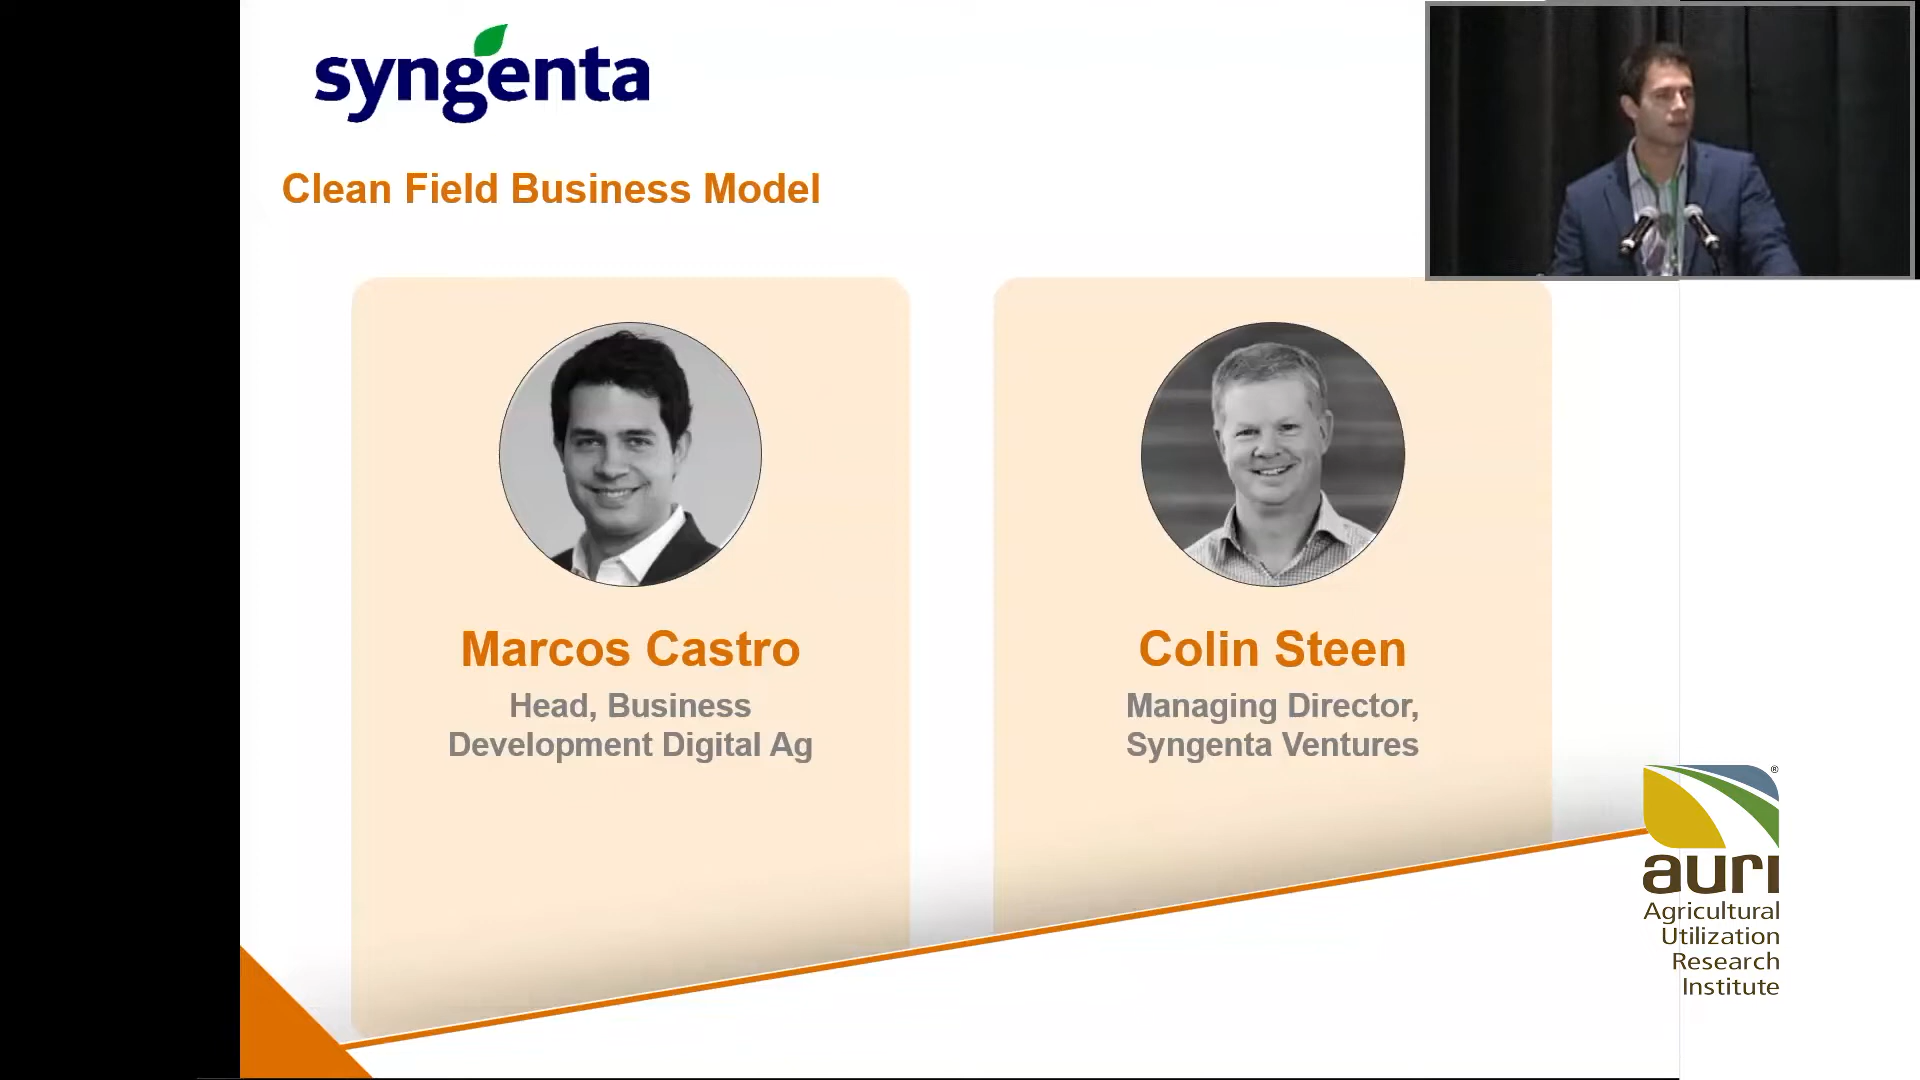 syngenta
Clean Field Business Model
Marcos Castro
Head, Business
Development Digital Ag
Colin Steen
Managing Director,
Syngenta Ventures
®
auri
Agricultural
Utilization
Research
Institute